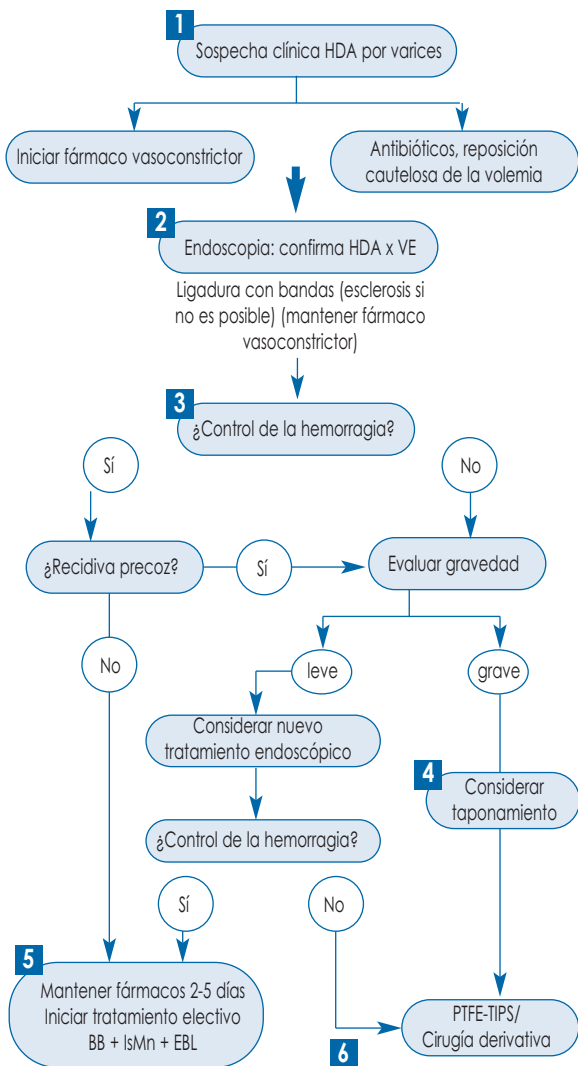 1
Sospecha clínica HDA por varices
Iniciar fármaco vasoconstrictor
Antibióticos, reposición
cautelosa de la volemia
2
Endoscopia: confirma HDA x VE
Ligadura con bandas (esclerosis si
no es posible) (mantener fármaco
vasoconstrictor)
3
¿Control de la hemorragia?
Sí
No
¿Recidiva precoz?
Sí
Evaluar gravedad
No
leve
grave
Considerar nuevo
tratamiento endoscópico
4
Considerar
taponamiento
¿Control de la hemorragia?
Sí
No
5
Mantener fármacos 2-5 días
Iniciar tratamiento electivo
BB + IsMn + EBL
6
PTFE-TIPS/
Cirugía derivativa